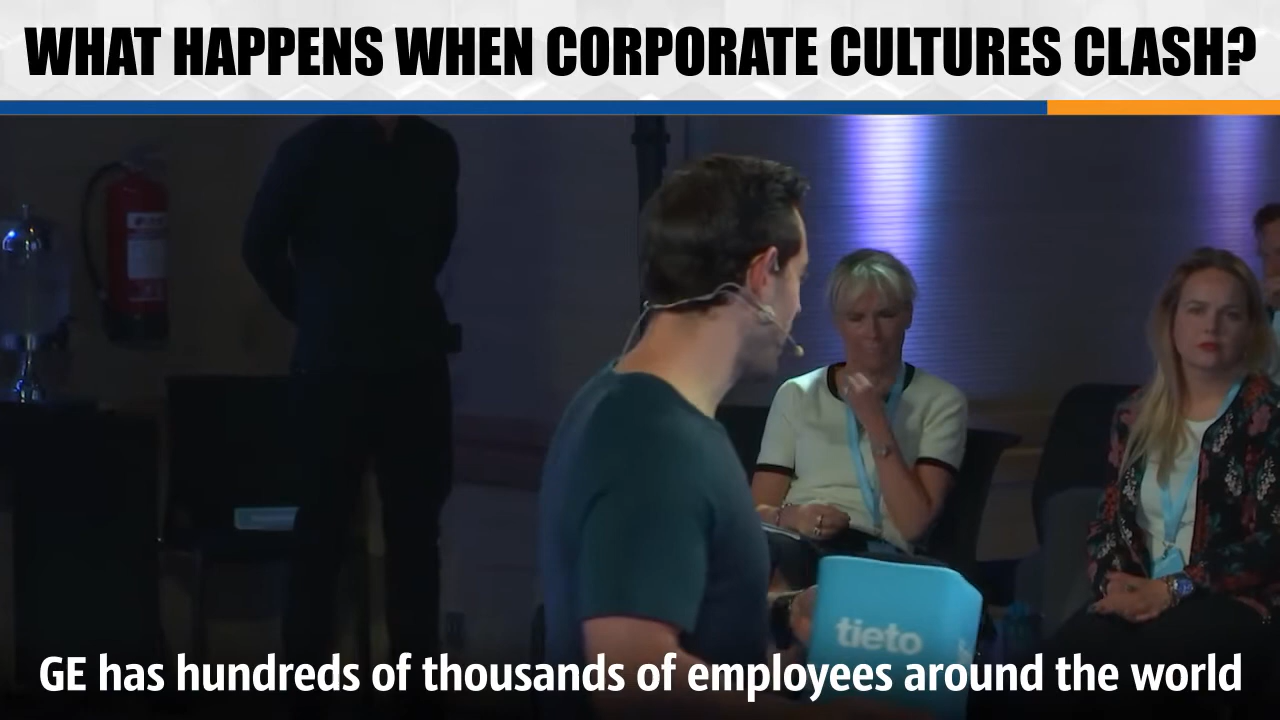 WHAT HAPPENS WHEN CORPORATE CULTURES CLASH?
tieto
GE has hundreds of thousands of employees around the world